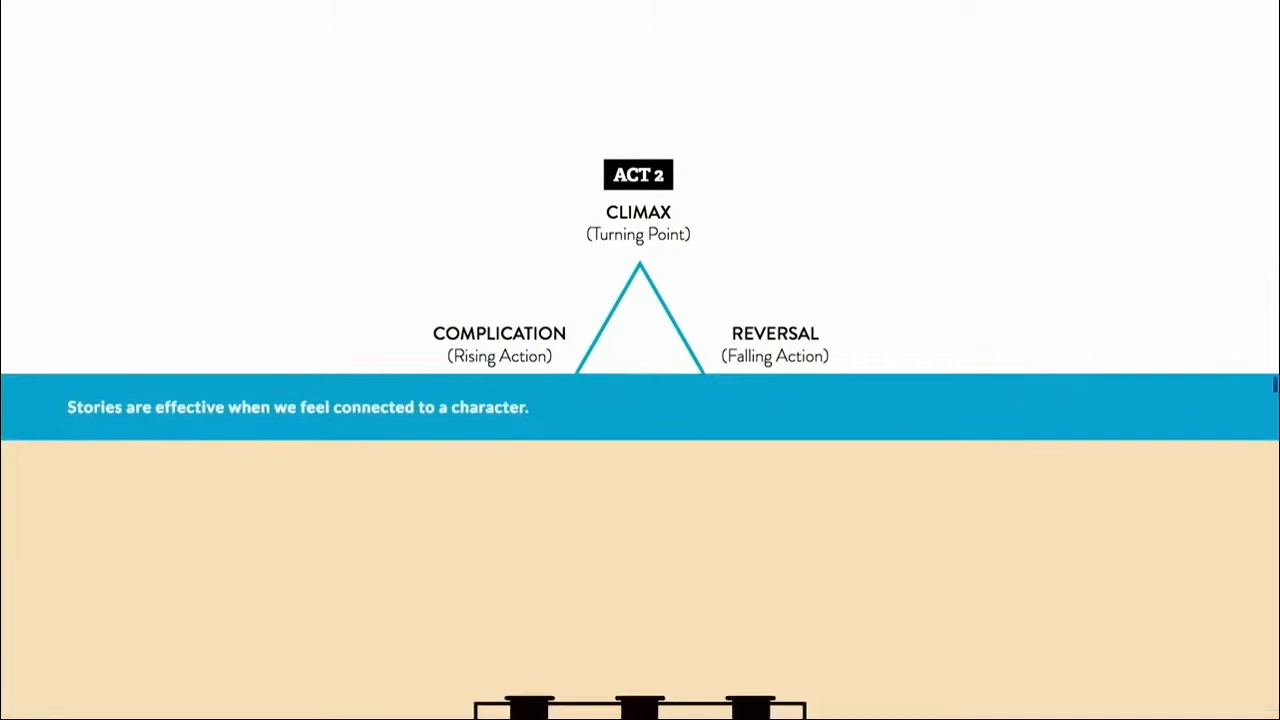 ACT 2
CLIMAX
(Turning Point)
COMPLICATION
(Rising Action)
REVERSAL
(Falling Action)
Stories are effective when we feel connected to a character.